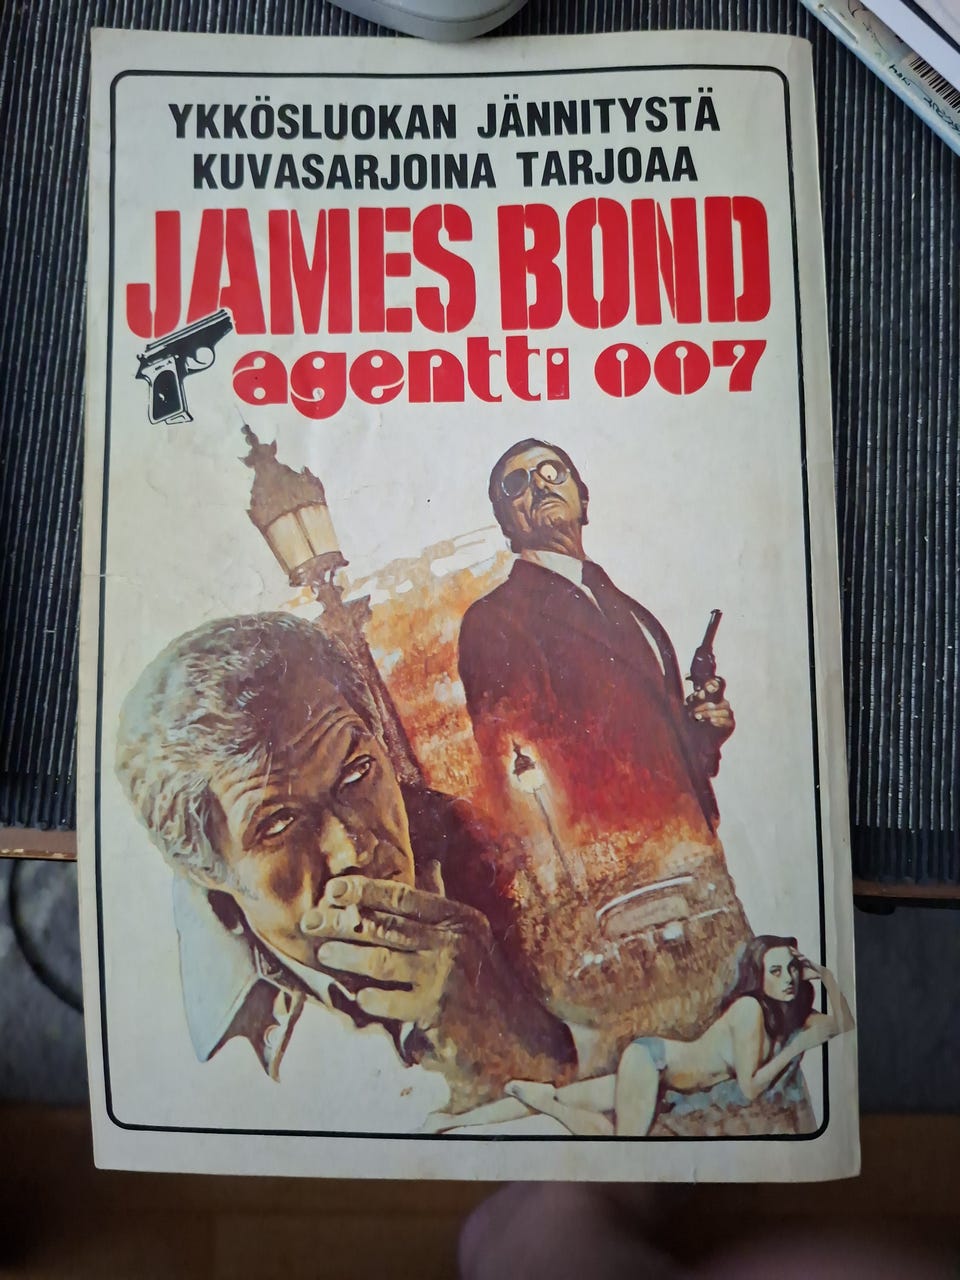 YKKÖSLUOKAN JÄNNITYSTÄ
KUVASARJOINA TARJOAA
JAMES BOND
agentti 007